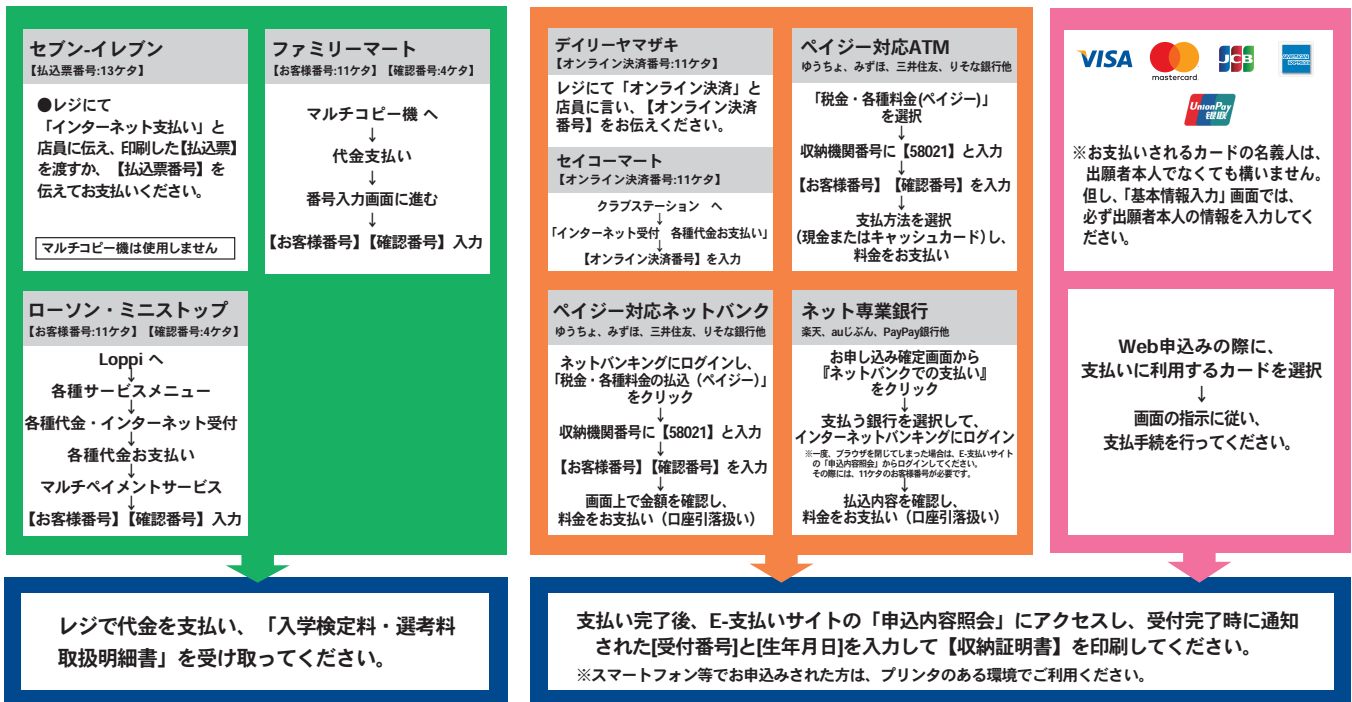 セブン-イレブン
【払込票番号:13ケタ】
●レジにて
「インターネット支払い」と
店員に伝え、印刷した【払込票】
を渡すか、【払込票番号】を
伝えてお支払いください。
マルチコピー機は使用しません
ファミリーマート
【お客様番号:11ケタ】【確認番号:4ケタ】
マルチコピー機 へ
↓
代金支払い
↓
番号入力画面に進む
↓
【お客様番号】【確認番号】入力
ローソン・ミニストップ
【お客様番号:11ケタ】【確認番号:4ケタ】
Loppi へ
↓
各種サービスメニュー
↓
各種代金・インターネット受付
↓
各種代金お支払い
↓
マルチペイメントサービス
↓
【お客様番号】【確認番号】入力
レジで代金を支払い、「入学検定料・選考料
取扱明細書」を受け取ってください。
デイリーヤマザキ
【オンライン決済番号:11ケタ】
レジにて「オンライン決済」と
店員に言い、【オンライン決済
番号】をお伝えください。
セイコーマート
【オンライン決済番号:11ケタ】
クラブステーション へ
↓
「インターネット受付 各種代金お支払い」
↓
【オンライン決済番号】を入力
ペイジー対応ATM
ゆうちょ、みずほ、三井住友、りそな銀行他
「税金・各種料金(ペイジー)」
を選択
↓
収納機関番号に【58021】と入力
↓
【お客様番号】【確認番号】を入力
↓
支払方法を選択
(現金またはキャッシュカード)し、
料金をお支払い
ペイジー対応ネットバンク
ゆうちょ、みずほ、三井住友、りそな銀行他
ネットバンキングにログインし、
「税金・各種料金の払込(ペイジー)」
をクリック
↓
収納機関番号に【58021】と入力
↓
【お客様番号】【確認番号】を入力
↓
画面上で金額を確認し、
料金をお支払い(口座引落扱い)
ネット専業銀行
楽天、auじぶん、PayPay銀行他
お申し込み確定画面から
『ネットバンクでの支払い』
をクリック
↓
支払う銀行を選択して、
インターネットバンキングにログイン
※一度、ブラウザを閉じてしまった場合は、E-支払いサイト
の「申込内容照会」からログインしてください。
その際には、11ケタのお客様番号が必要です。
↓
払込内容を確認し、
料金をお支払い(口座引落扱い)
VISA
mastercard
JCB
AMERICAN EXPRESS
UnionPay
银联
※お支払いされるカードの名義人は、
出願者本人でなくても構いません。
但し、「基本情報入力」画面では、
必ず出願者本人の情報を入力してく
ださい。
Web申込みの際に、
支払いに利用するカードを選択
↓
画面の指示に従い、
支払手続を行ってください。
支払い完了後、E-支払いサイトの「申込内容照会」にアクセスし、受付完了時に通知
された[受付番号]と[生年月日]を入力して【収納証明書】を印刷してください。
※スマートフォン等でお申込みされた方は、プリンタのある環境でご利用ください。